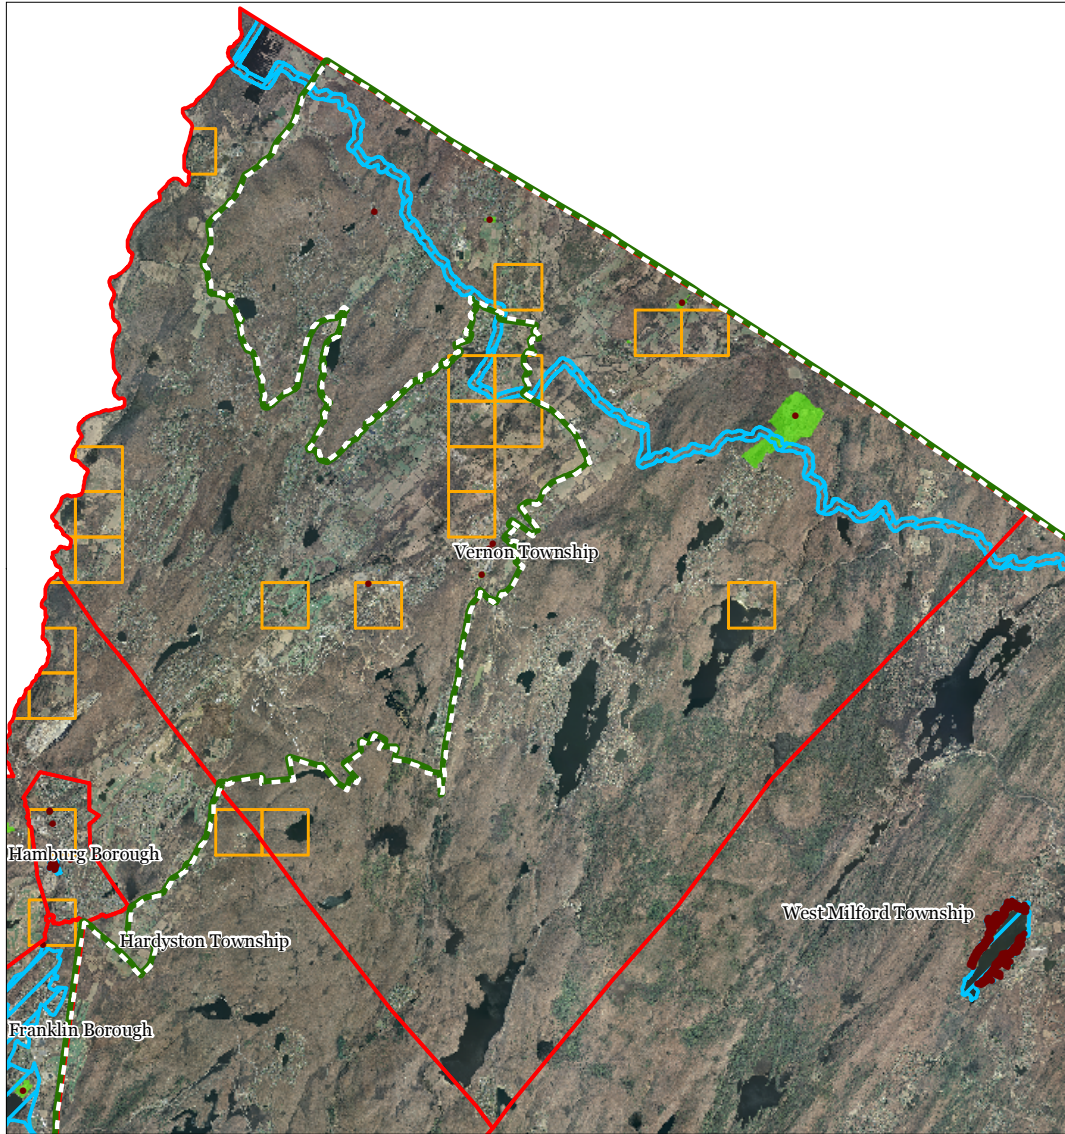 Vernon Township
Hamburg Borough
West Milford Township
Hardyston Township
Franklin Borough